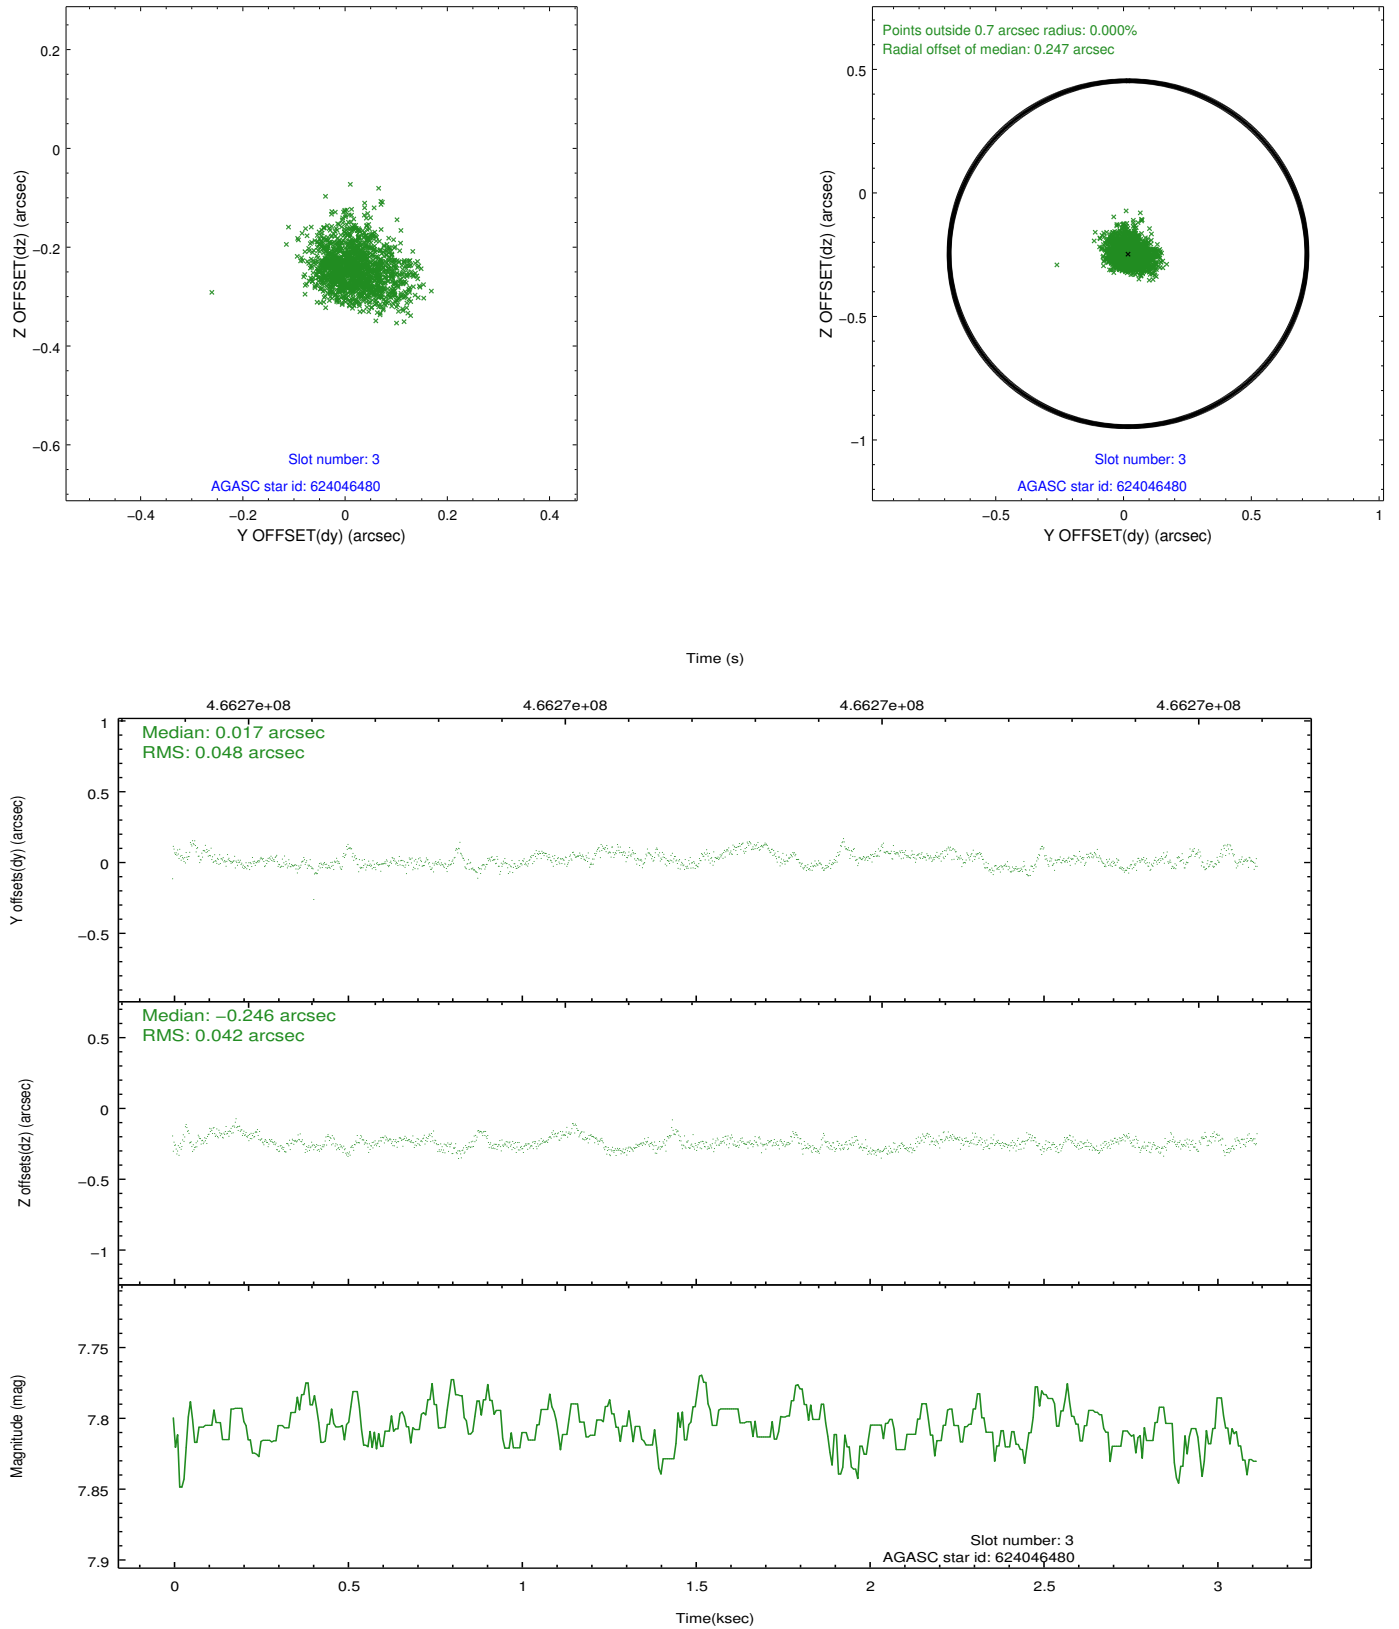 0.2
0
−0.2
−0.4
−0.6
Z OFFSET(dz) (arcsec)
Slot number: 3
AGASC star id: 624046480
−0.4 −0.2 0 0.2 0.4
Y OFFSET(dy) (arcsec)
Points outside 0.7 arcsec radius: 0.000%
Radial offset of median: 0.247 arcsec
0.5
0
−0.5
−1
Z OFFSET(dz) (arcsec)
Slot number: 3
AGASC star id: 624046480
−0.5 0 0.5 1
Y OFFSET(dy) (arcsec)
Time (s)
4.6627e+08 4.6627e+08 4.6627e+08 4.6627e+08
Median: 0.017 arcsec
RMS: 0.048 arcsec
1
0.5
0
−0.5
Y offsets(dy) (arcsec)
Median: −0.246 arcsec
RMS: 0.042 arcsec
0.5
0
−0.5
−1
Z offsets(dz) (arcsec)
7.75
7.8
7.85
7.9
Magnitude (mag)
Slot number: 3
AGASC star id: 624046480
0 0.5 1 1.5 2 2.5 3
Time(ksec)